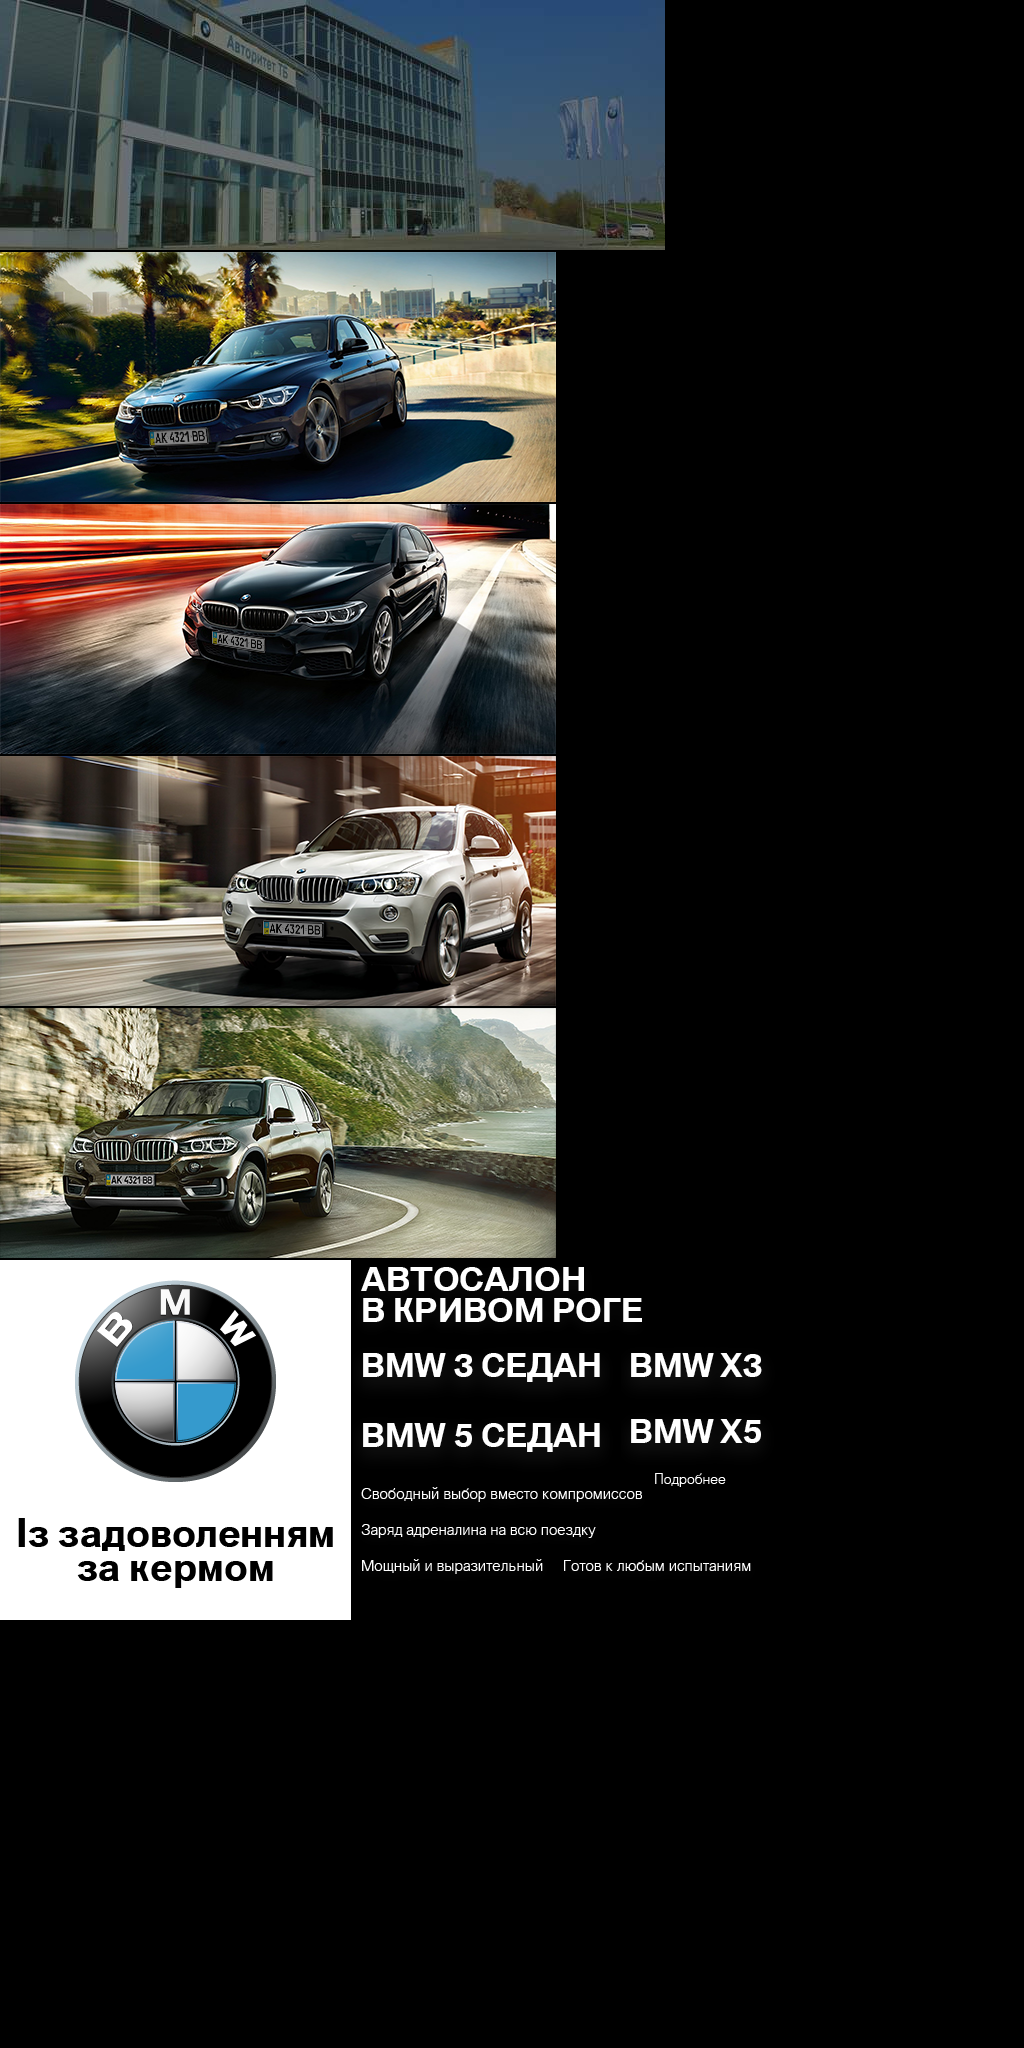 Авторитет ТБ
AK 4321 BB
AK 4321 BB
AK 4321 BB
AK 4321 BB
BMW
Із задоволенням
за кермом
АВТОСАЛОН
В КРИВОМ РОГЕ
BMW 3 СЕДАН
BMW X3
BMW 5 СЕДАН
BMW X5
Подробнее
Свободный выбор вместо компромиссов
Заряд адреналина на всю поездку
Мощный и выразительный
Готов к любым испытаниям